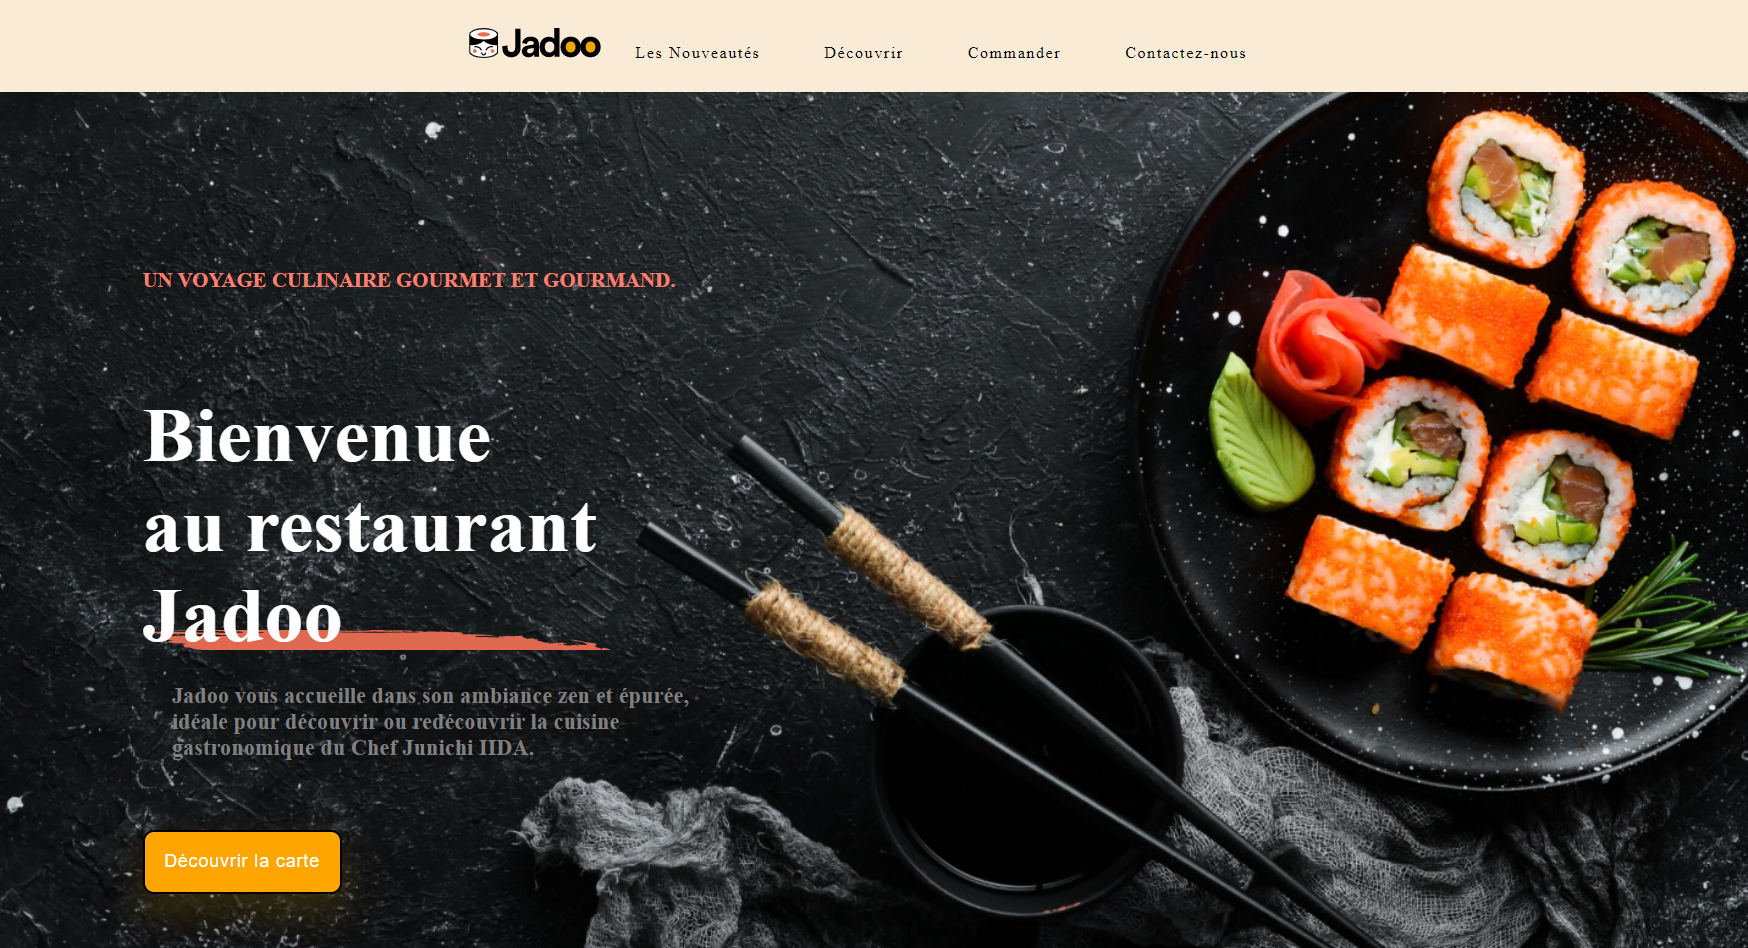 Jadoo
Les Nouveautés
Découvrir
Commander
Contactez-nous
UN VOYAGE CULINAIRE GOURMET ET GOURMAND.
Bienvenue
au restaurant
Jadoo
Jadoo vous accueille dans son ambiance zen et épurée,
idéale pour découvrir ou redécouvrir la cuisine
gastronomique du Chef Junichi IIDA.
Découvrir la carte